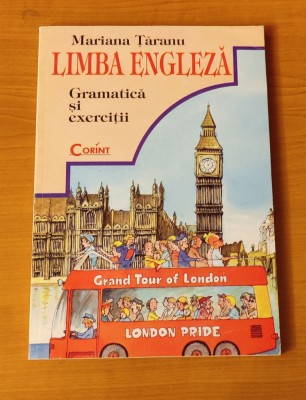 Mariana Țăranu
LIMBA ENGLEZĂ
Gramatică
și
exerciții
CORINT
Grand Tour of London
LONDON PRIDE